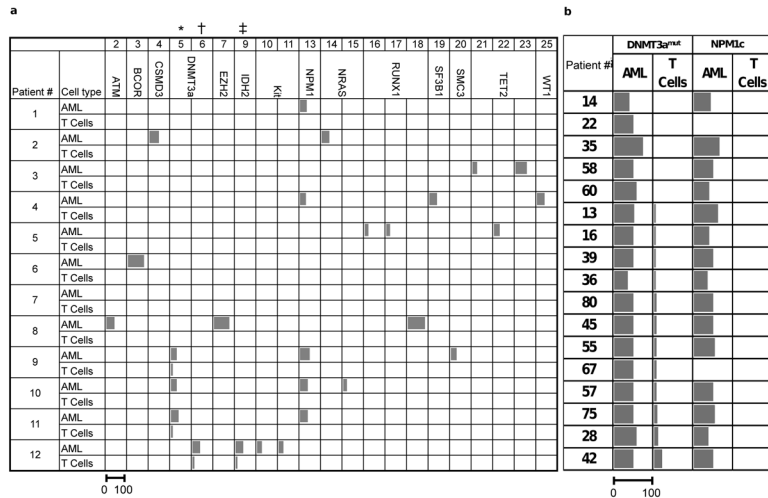 a
* † ‡
2 3 4 5 6 7 9 10 11 13 14 15 16 17 18 19 20 21 22 23 25
Patient # Cell type ATM BCOR CSMD3 DNMT3a EZH2 IDH2 Kit NPM1 NRAS RUNX1 SF3B1 SMC3 TET2 WT1
1 AML
T Cells
2 AML
T Cells
3 AML
T Cells
4 AML
T Cells
5 AML
T Cells
6 AML
T Cells
7 AML
T Cells
8 AML
T Cells
9 AML
T Cells
10 AML
T Cells
11 AML
T Cells
12 AML
T Cells
0 100
b
DNMT3aᵐᵘᵗ NPM1c
Patient #
AML T Cells AML T Cells
14
22
35
58
60
13
16
39
36
80
45
55
67
57
75
28
42
0 100